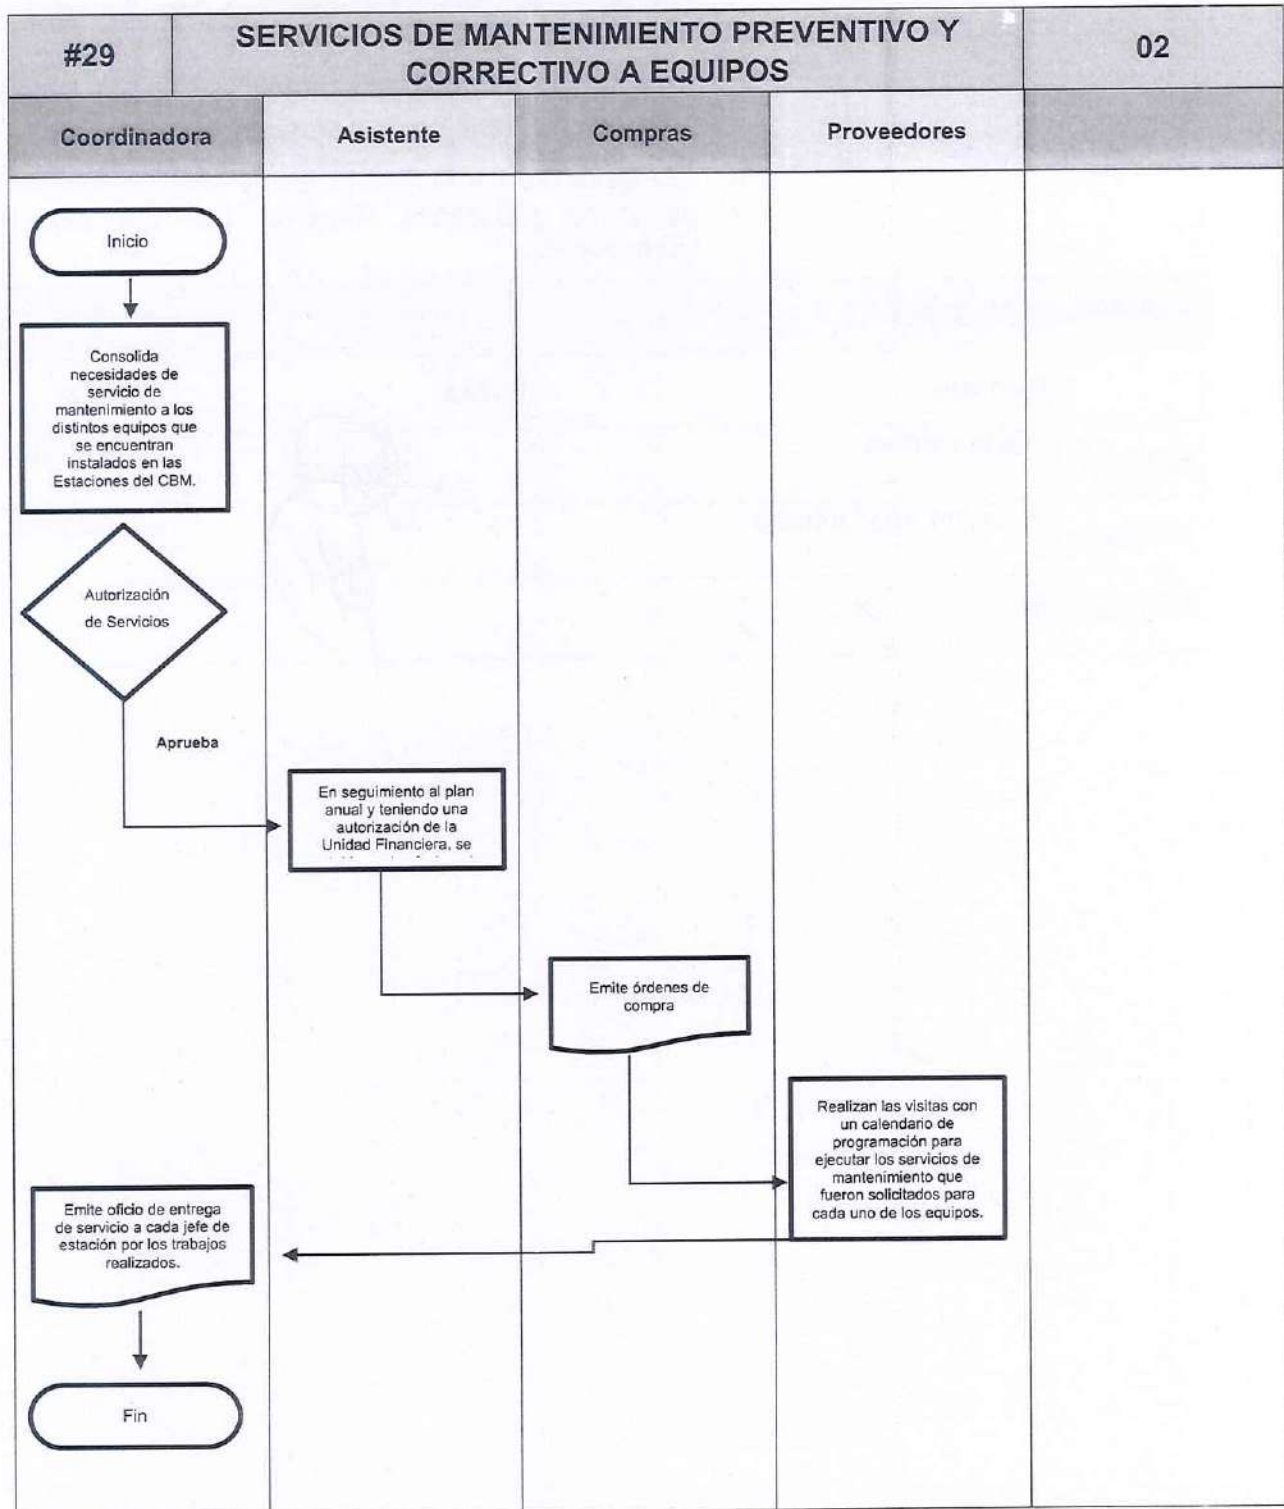 #29
SERVICIOS DE MANTENIMIENTO PREVENTIVO Y
CORRECTIVO A EQUIPOS
02
Coordinadora
Asistente
Compras
Proveedores
Inicio
Consolida
necesidades de
servicio de
mantenimiento a los
distintos equipos que
se encuentran
instalados en las
Estaciones del CBM.
Autorización
de Servicios
Aprueba
En seguimiento al plan
anual y teniendo una
autorización de la
Unidad Financiera, se
Emite órdenes de
compra
Realizan las visitas con
un calendario de
programación para
ejecutar los servicios de
mantenimiento que
fueron solicitados para
cada uno de los equipos.
Emite oficio de entrega
de servicio a cada jefe de
estación por los trabajos
realizados.
Fin